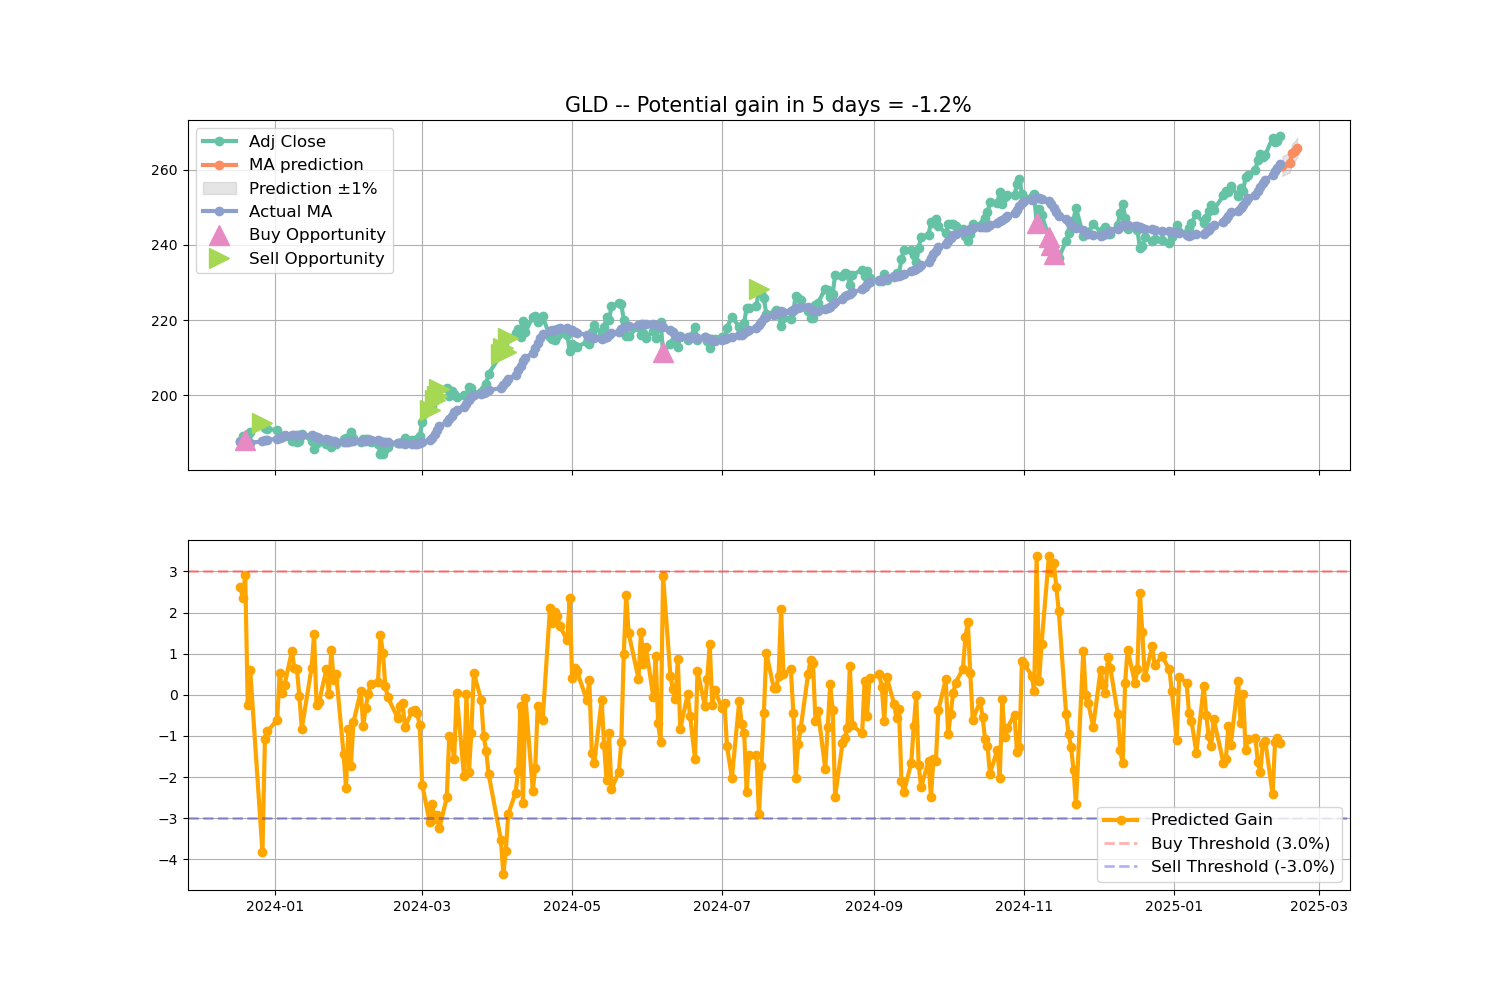 GLD -- Potential gain in 5 days = -1.2%
Adj Close
MA prediction
Prediction ±1%
Actual MA
Buy Opportunity
Sell Opportunity
260
240
220
200
3
2
1
0
−1
−2
−3
−4
Predicted Gain
Buy Threshold (3.0%)
Sell Threshold (-3.0%)
2024-01 2024-03 2024-05 2024-07 2024-09 2024-11 2025-01 2025-03